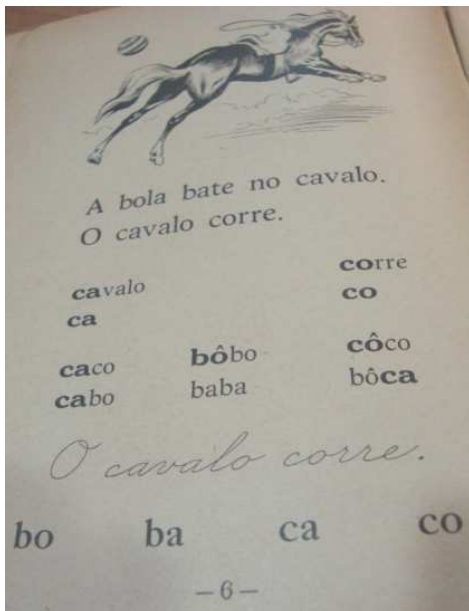 A bola bate no cavalo.
O cavalo corre.
cavalo corre
ca co
caco bôbo côco
cabo baba bôca
O cavalo corre.
bo ba ca co
—6—